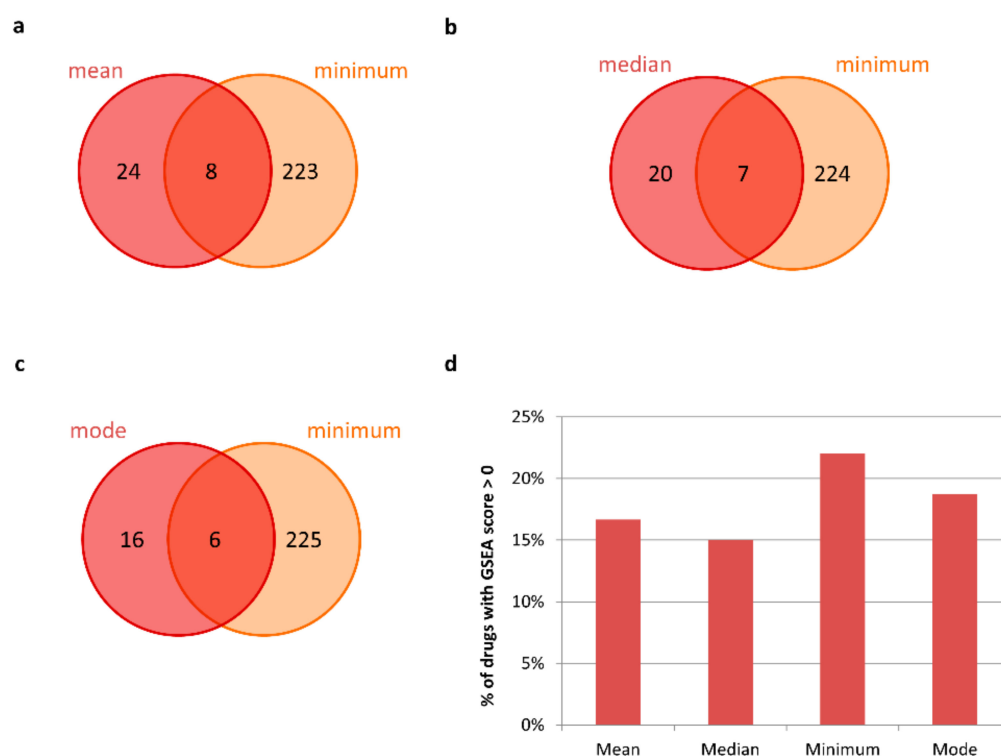 a
mean
minimum
24
8
223
b
median
minimum
20
7
224
c
mode
minimum
16
6
225
d
% of drugs with GSEA score > 0
25%
20%
15%
10%
5%
0%
Mean
Median
Minimum
Mode